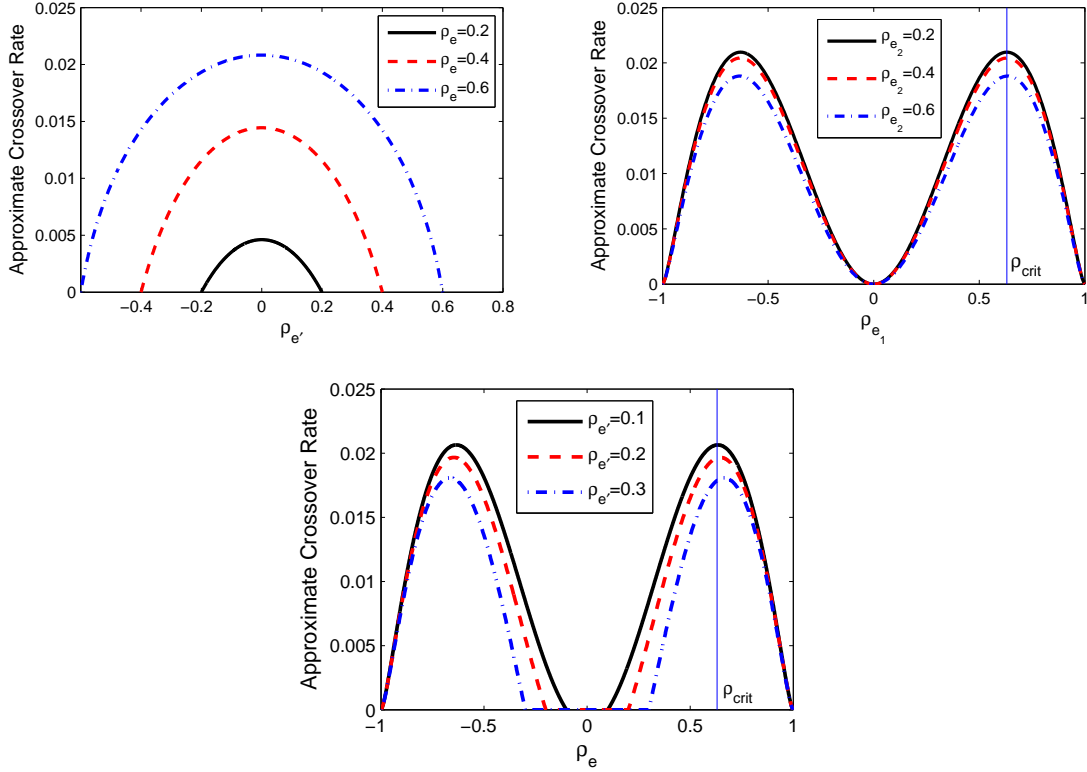 Approximate Crossover Rate
0.025
0.02
0.015
0.01
0.005
0
−0.4 −0.2 0 0.2 0.4 0.6 0.8
ρe′
ρe=0.2
ρe=0.4
ρe=0.6
Approximate Crossover Rate
0.025
0.02
0.015
0.01
0.005
0
−1 −0.5 0 0.5 1
ρe1
ρe2=0.2
ρe2=0.4
ρe2=0.6
ρcrit
Approximate Crossover Rate
0.025
0.02
0.015
0.01
0.005
0
−1 −0.5 0 0.5 1
ρe
ρe′=0.1
ρe′=0.2
ρe′=0.3
ρcrit